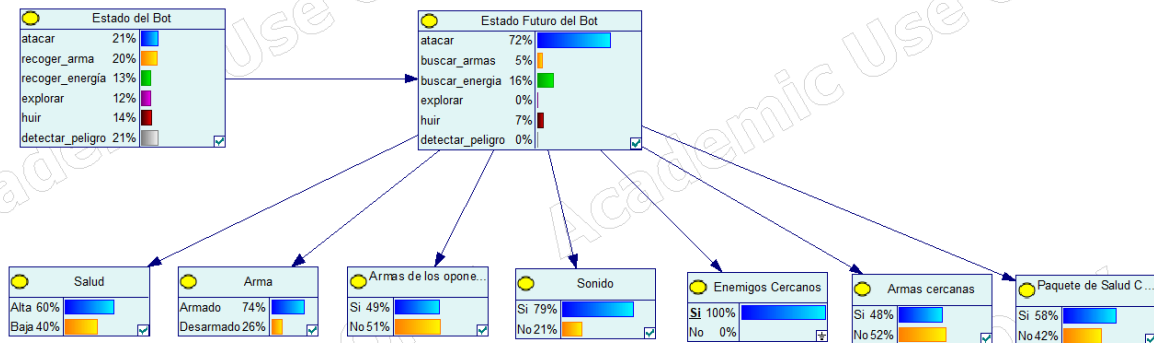 Estado del Bot
atacar 21%
recoger_arma 20%
recoger_energía 13%
explorar 12%
huir 14%
detectar_peligro 21%
Estado Futuro del Bot
atacar 72%
buscar_armas 5%
buscar_energia 16%
explorar 0%
huir 7%
detectar_peligro 0%
Salud
Alta 60%
Baja 40%
Arma
Armado 74%
Desarmado 26%
Armas de los opone...
Si 49%
No 51%
Sonido
Si 79%
No 21%
Enemigos Cercanos
Si 100%
No 0%
Armas cercanas
Si 48%
No 52%
Paquete de Salud C...
Si 58%
No 42%
Academic Use
Academic Use